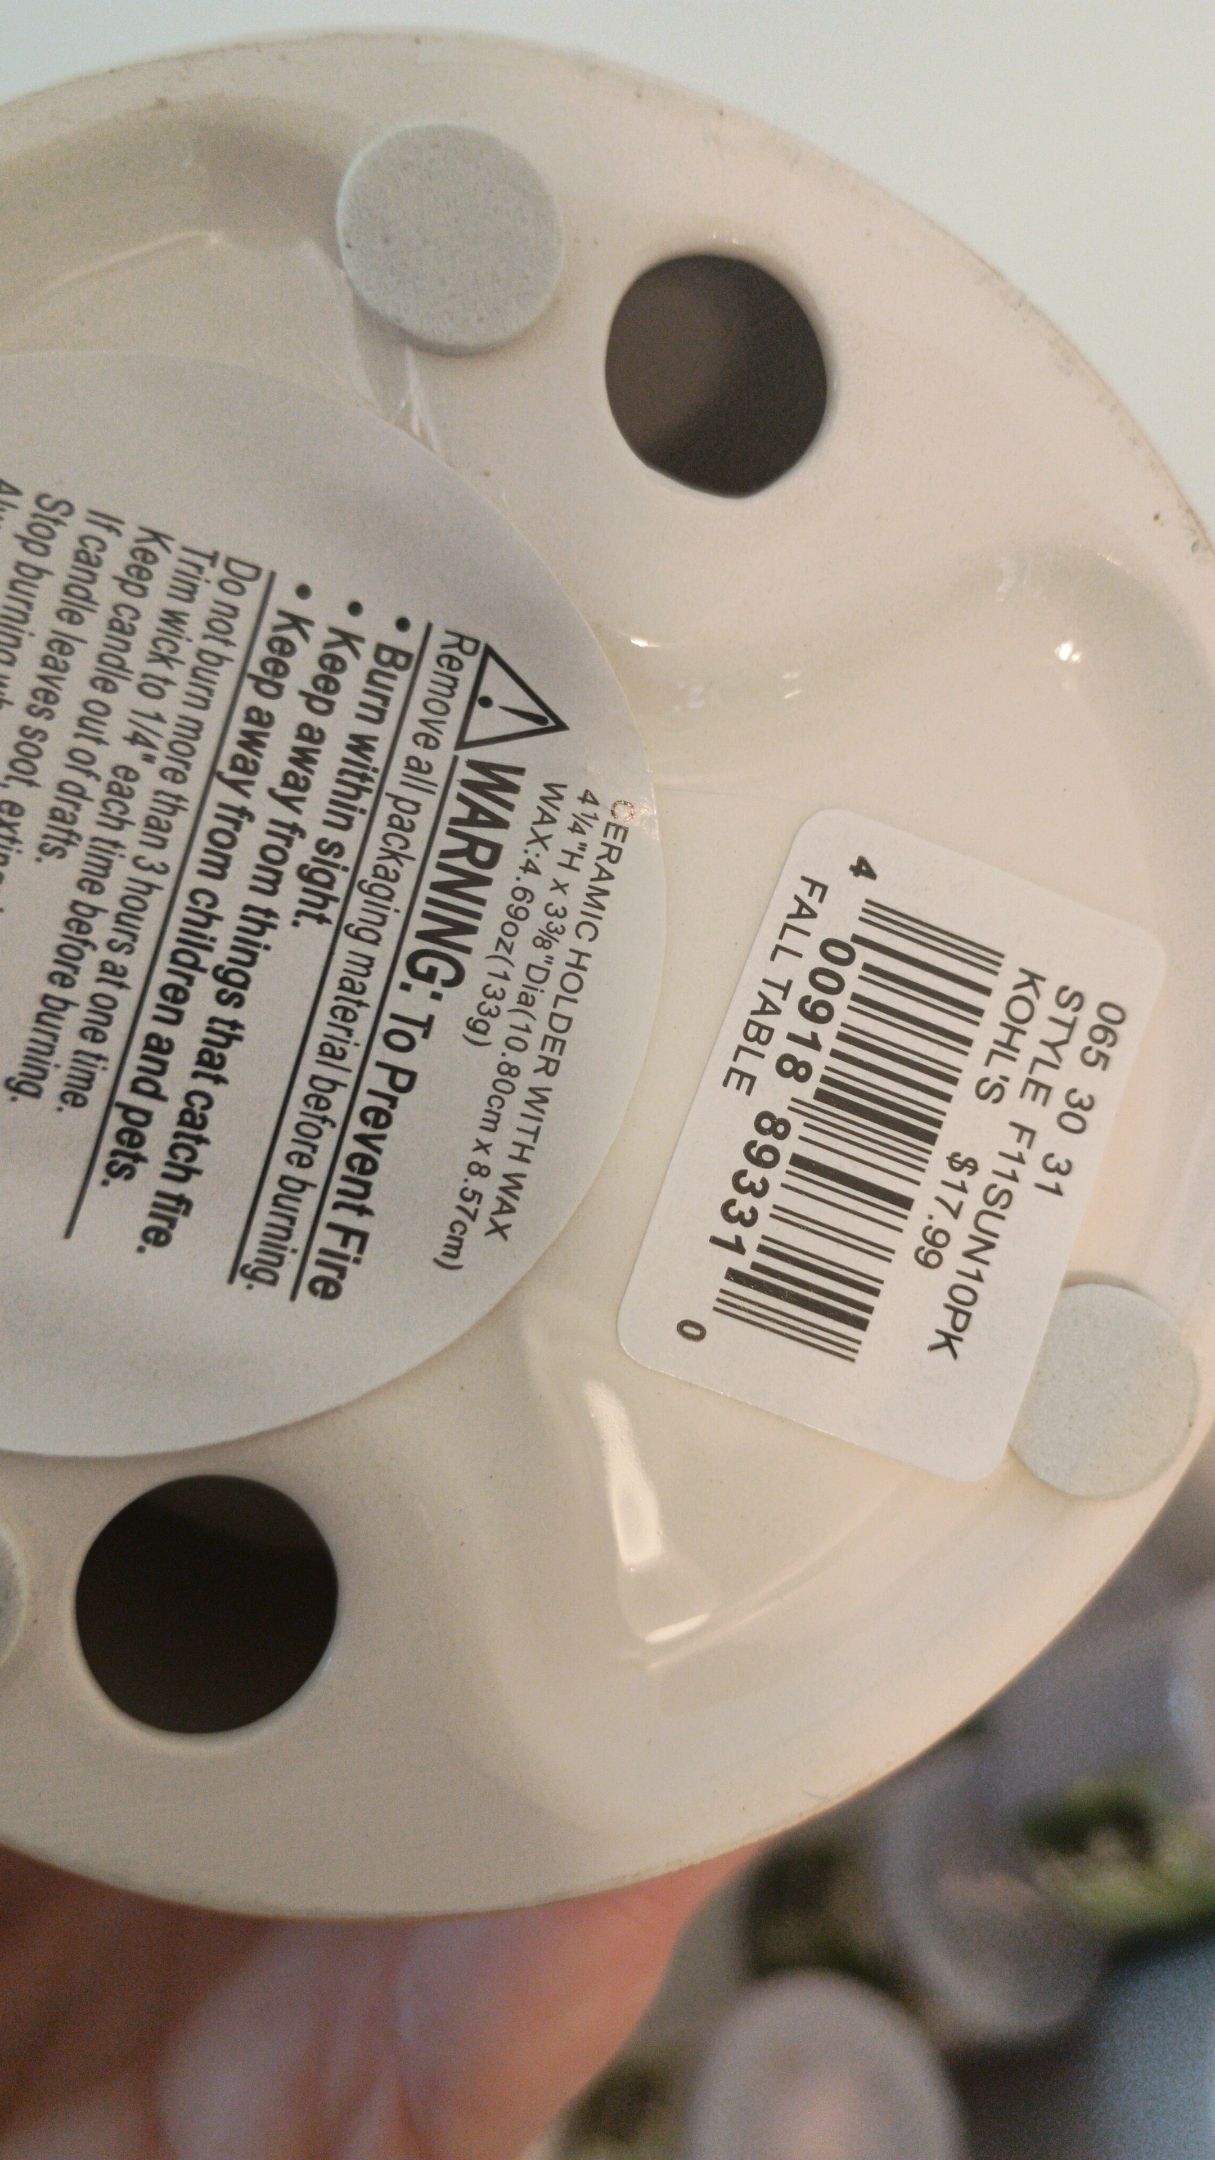 065 30 31
STYLE F11SUN10PK
KOHL'S $17.99
4 00918 89331 0
FALL TABLE
CERAMIC HOLDER WITH WAX
4 1/4"H x 3 3/8"Dia(10.80cm x 8.57cm)
WAX:4.69oz(133g)
WARNING: To Prevent Fire
Remove all packaging material before burning.
• Burn within sight.
• Keep away from things that catch fire.
• Keep away from children and pets.
Do not burn more than 3 hours at one time.
Trim wick to 1/4" each time before burning.
Keep candle out of drafts.
If candle leaves soot,
Stop burning